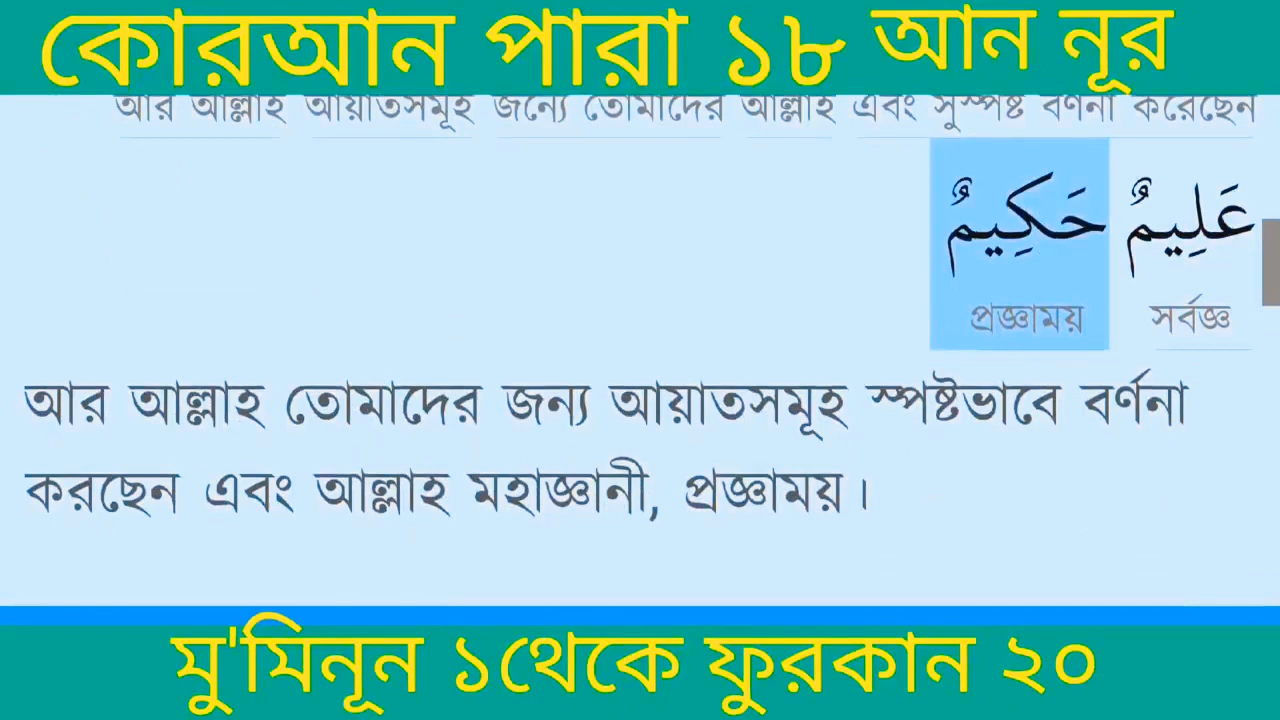 কোরআন পারা ১৮ আন নূর
আর আল্লাহ আয়াতসমূহ জন্যে তোমাদের আল্লাহ এবং সুস্পষ্ট বর্ণনা করেছেন
عَلِيمٌ حَكِيمٌ
প্রজ্ঞাময় সর্বজ্ঞ
আর আল্লাহ তোমাদের জন্য আয়াতসমূহ স্পষ্টভাবে বর্ণনা
করছেন এবং আল্লাহ মহাজ্ঞানী, প্রজ্ঞাময়।
মু'মিনূন ১থেকে ফুরকান ২০